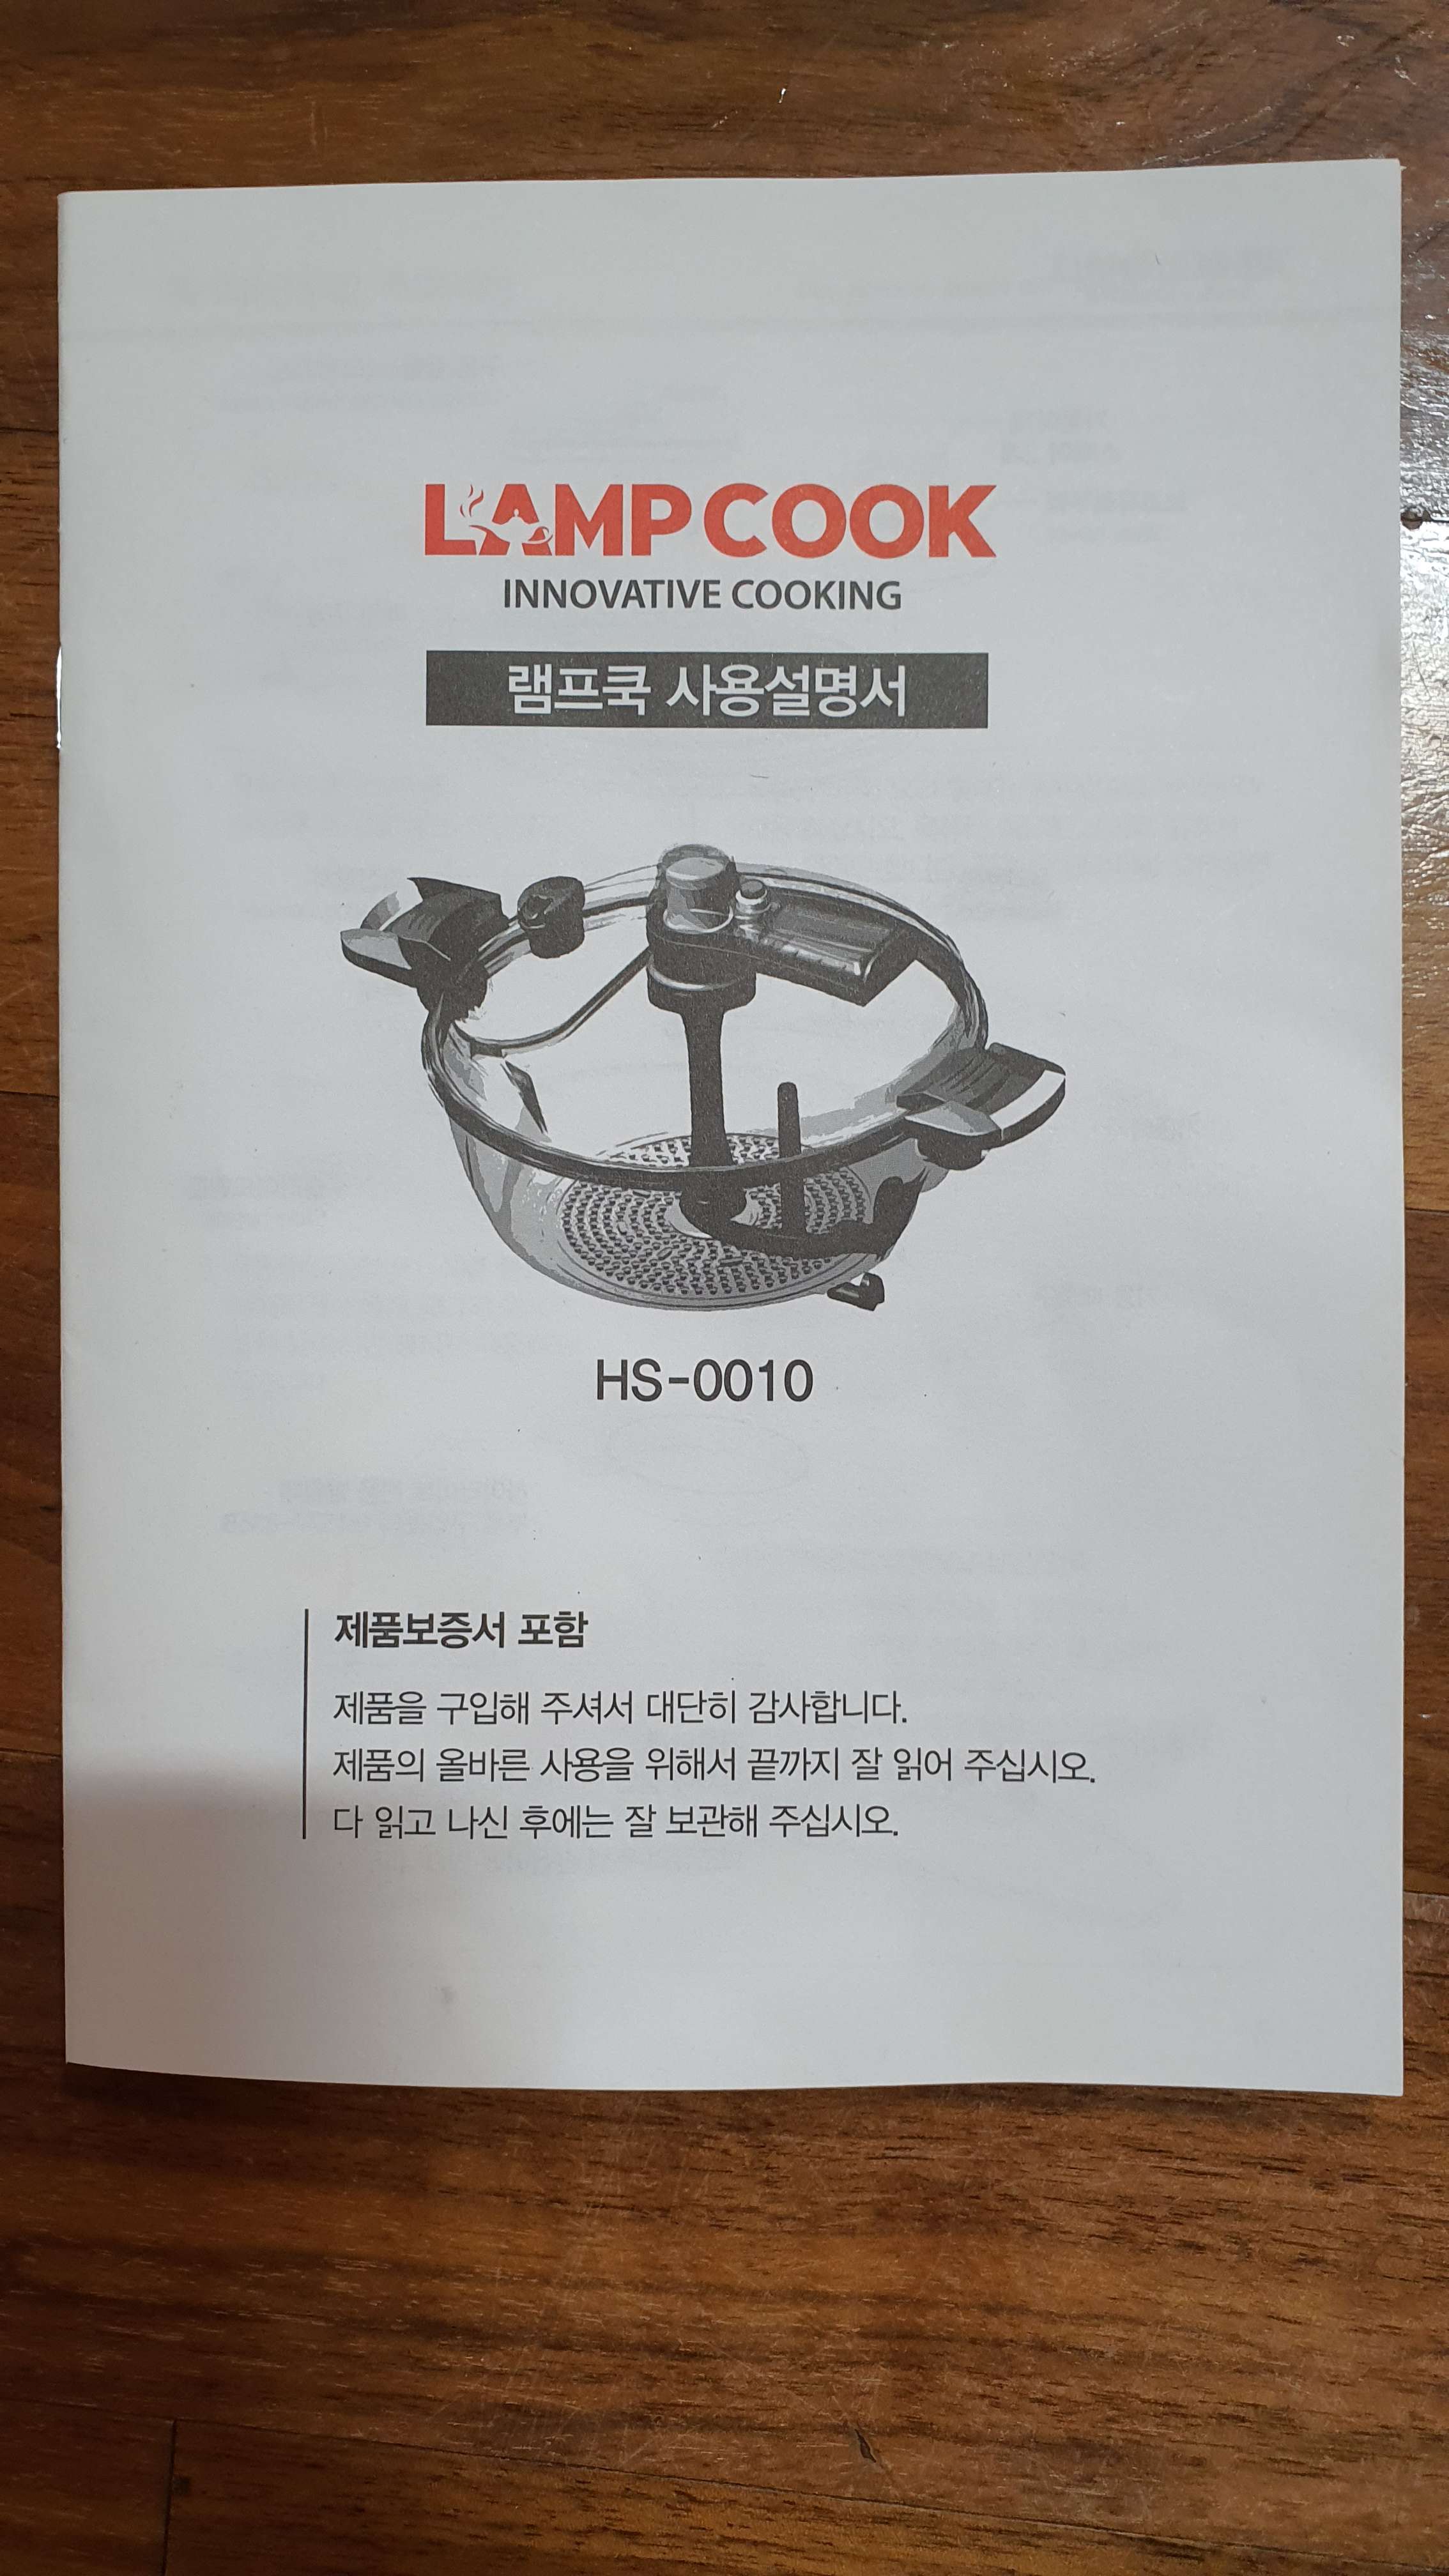 LAMPCOOK
INNOVATIVE COOKING
램프쿡 사용설명서
HS-0010
제품보증서 포함
제품을 구입해 주셔서 대단히 감사합니다.
제품의 올바른 사용을 위해서 끝까지 잘 읽어 주십시오.
다 읽고 나신 후에는 잘 보관해 주십시오.